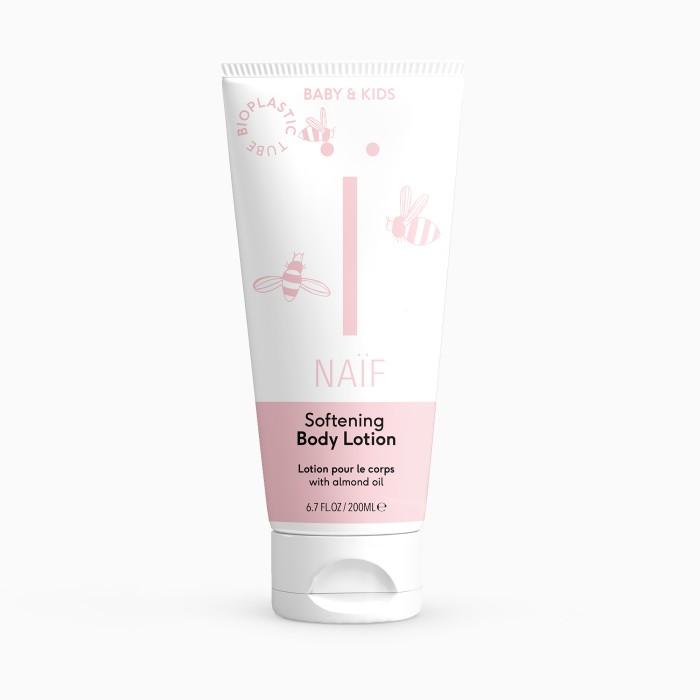 BABY & KIDS
BIOPLASTIC TUBE
Ï
NAÏF
Softening
Body Lotion
Lotion pour le corps
with almond oil
6.7 FL.OZ / 200ML ℮